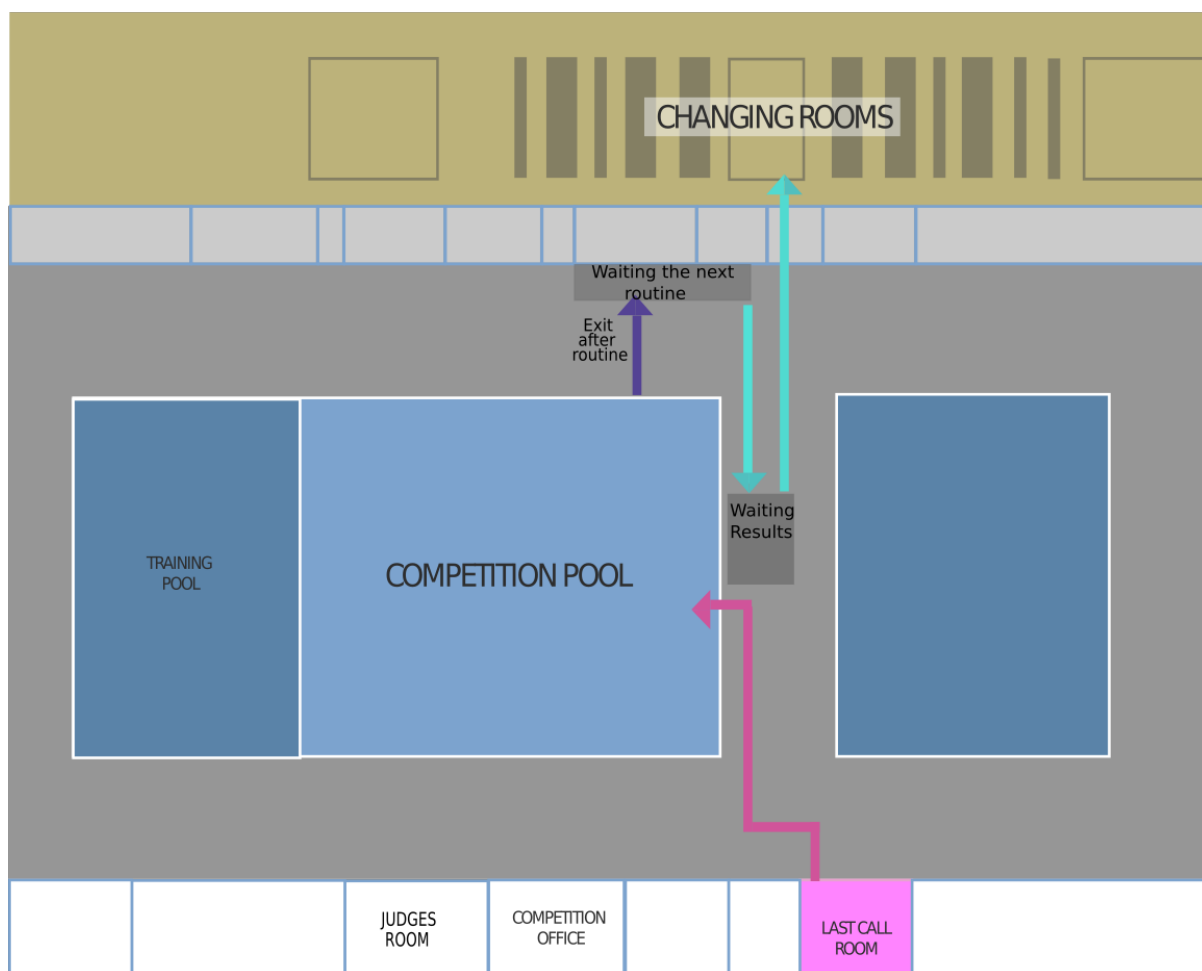 CHANGING ROOMS
Waiting the next
routine
Exit
after
routine
Waiting
Results
TRAINING
POOL
COMPETITION POOL
JUDGES
ROOM
COMPETITION
OFFICE
LAST CALL
ROOM